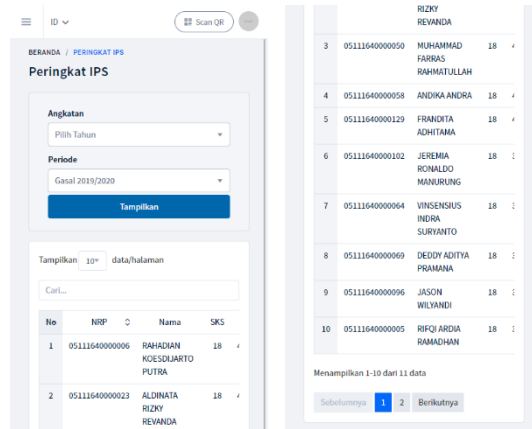 ID
Scan QR
BERANDA / PERINGKAT IPS
Peringkat IPS
Angkatan
Pilih Tahun
Periode
Gasal 2019/2020
Tampilkan
Tampilkan 10 data/halaman
Cari...
No NRP Nama SKS
1 05111640000006 RAHADIAN 18
KOESDIJARTO
PUTRA
2 05111640000023 ALDINATA 18
RIZKY
REVANDA
RIZKY
REVANDA
3 05111640000050 MUHAMMAD 18
FARRAS
RAHMATULLAH
4 05111640000058 ANDIKA ANDRA 18
5 05111640000129 FRANDITA 18
ADHITAMA
6 05111640000102 JEREMIA 18
RONALDO
MANURUNG
7 05111640000064 VINSENSIUS 18
INDRA
SURYANTO
8 05111640000069 DEDDY ADITYA 18
PRAMANA
9 05111640000096 JASON 18
WILYANDI
10 05111640000005 RIFQI ARDIA 18
RAMADHAN
Menampilkan 1-10 dari 11 data
Sebelumnya 1 2 Berikutnya